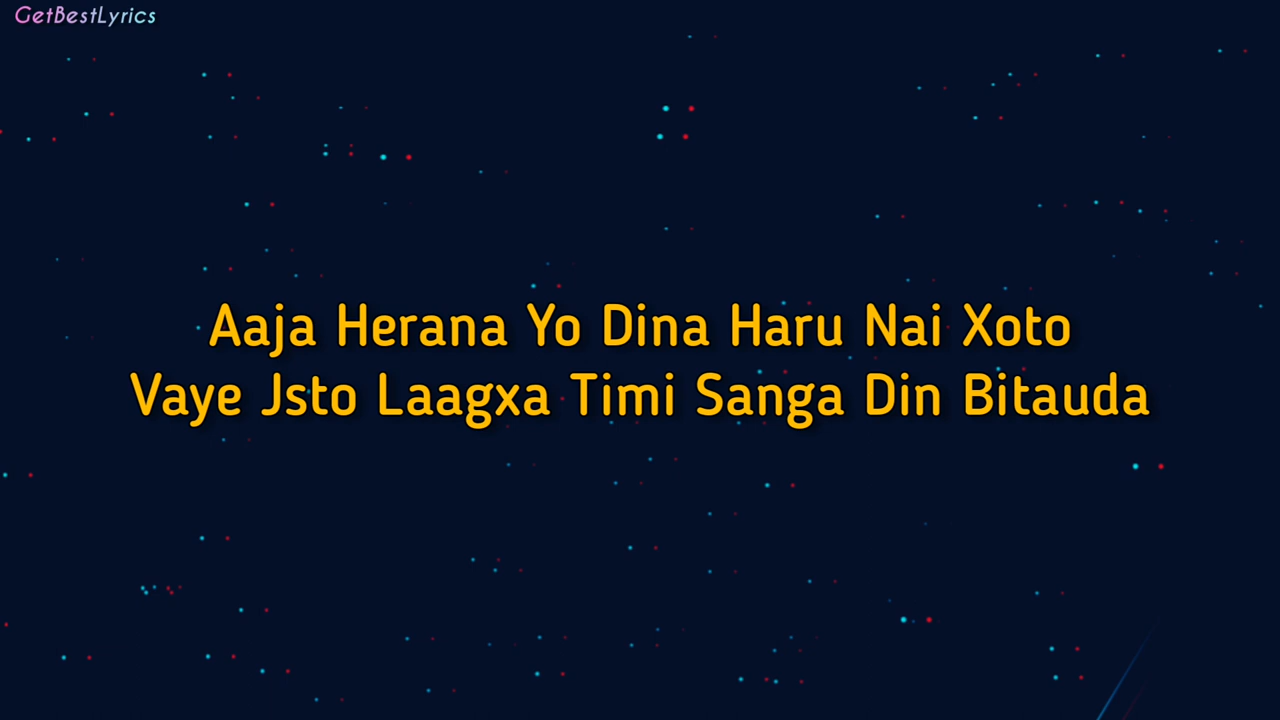 GetBestLyrics
Aaja Herana Yo Dina Haru Nai Xoto
Vaye Jsto Laagxa Timi Sanga Din Bitauda